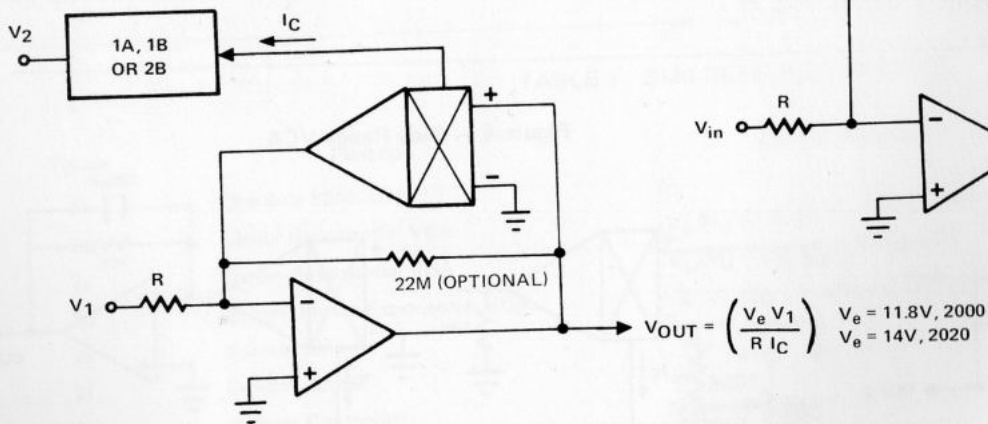 V2
1A, 1B
OR 2B
IC
+
−
R
Vin
−
+
22M (OPTIONAL)
V1
R
−
+
VOUT = (Ve V1 / R IC)
Ve = 11.8V, 2000
Ve = 14V, 2020